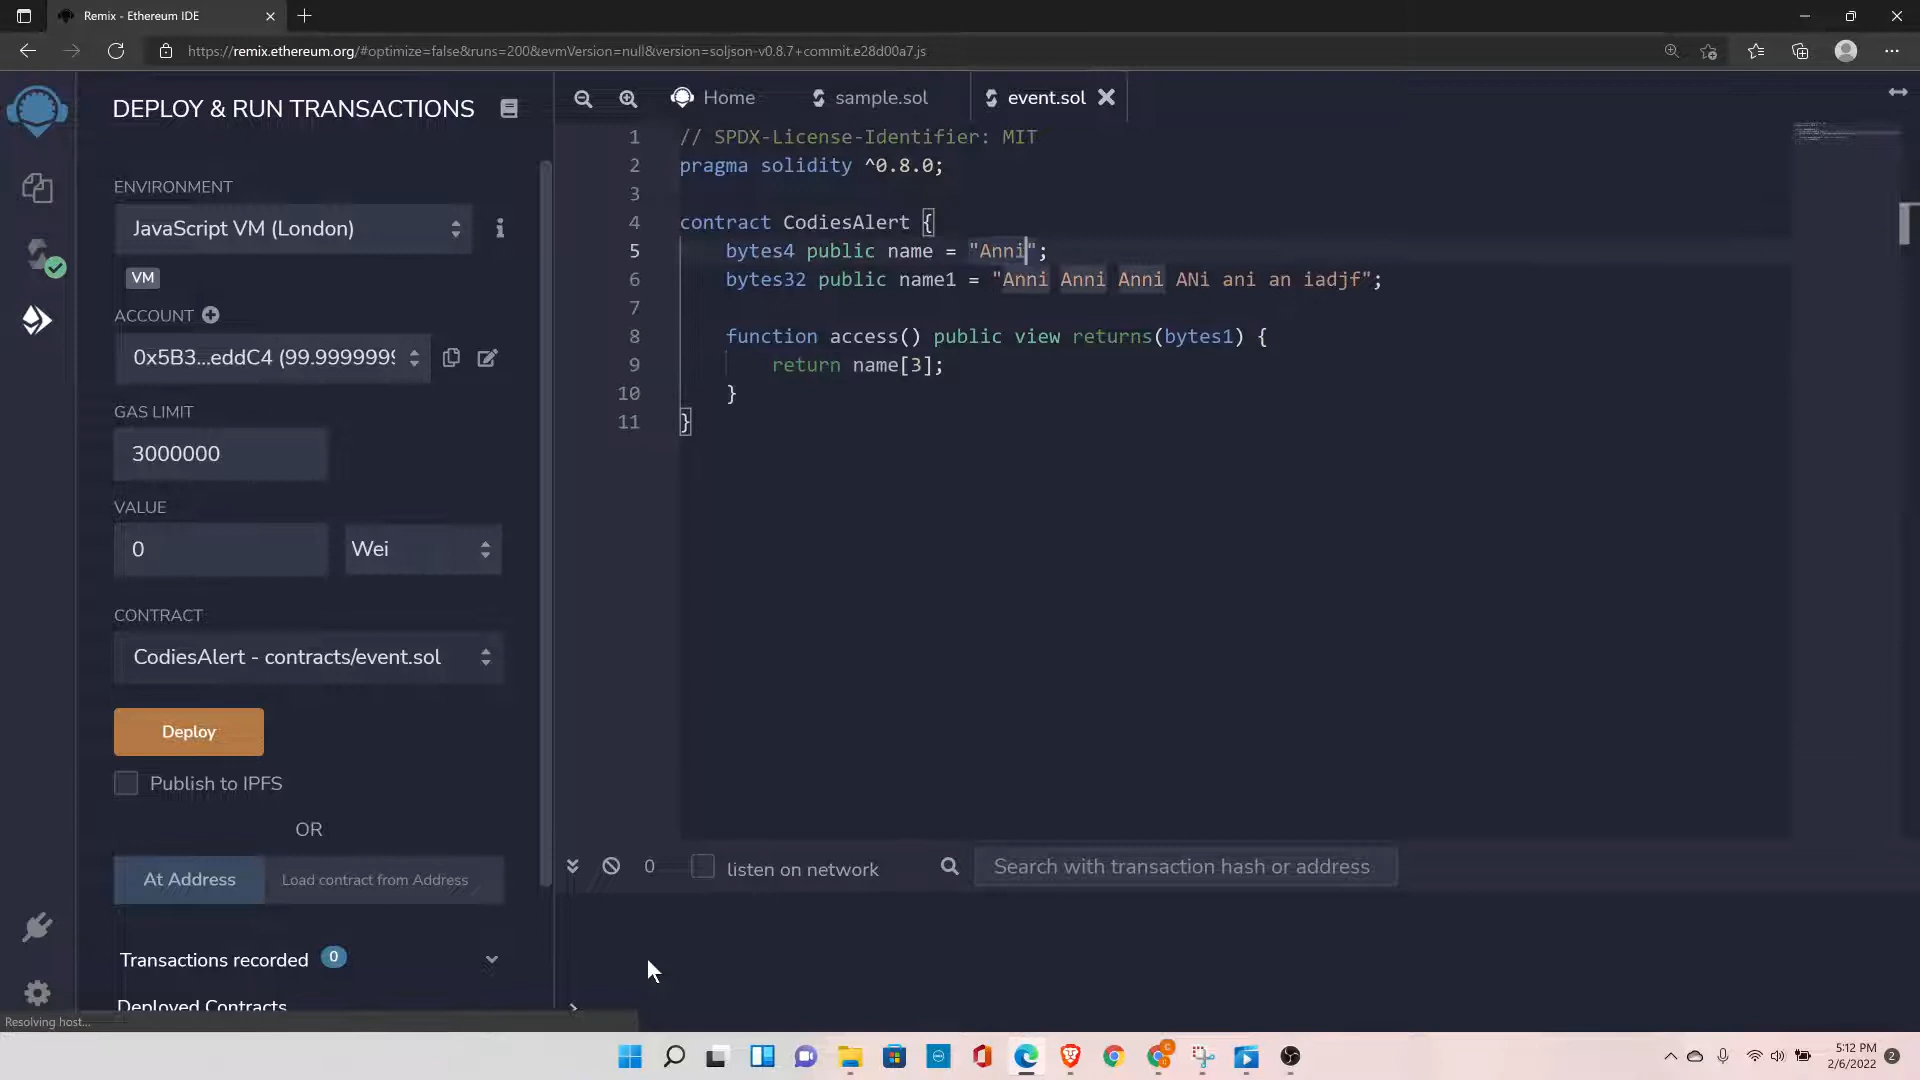 Remix - Ethereum IDE
https://remix.ethereum.org/#optimize=false&runs=200&evmVersion=null&version=soljson-v0.8.7+commit.e28d00a7.js
DEPLOY & RUN TRANSACTIONS
ENVIRONMENT
JavaScript VM (London)
VM
ACCOUNT
0x5B3...eddC4 (99.9999999
GAS LIMIT
3000000
VALUE
0
Wei
CONTRACT
CodiesAlert - contracts/event.sol
Deploy
Publish to IPFS
OR
At Address
Load contract from Address
Transactions recorded 0
Deployed Contracts
Resolving host...
Home
sample.sol
event.sol
1 // SPDX-License-Identifier: MIT
2 pragma solidity ^0.8.0;
3
4 contract CodiesAlert {
5 bytes4 public name = "Anni";
6 bytes32 public name1 = "Anni Anni Anni ANi ani an iadjf";
7
8 function access() public view returns(bytes1) {
9 return name[3];
10 }
11 }
0
listen on network
Search with transaction hash or address
>
5:12 PM
2/6/2022
2